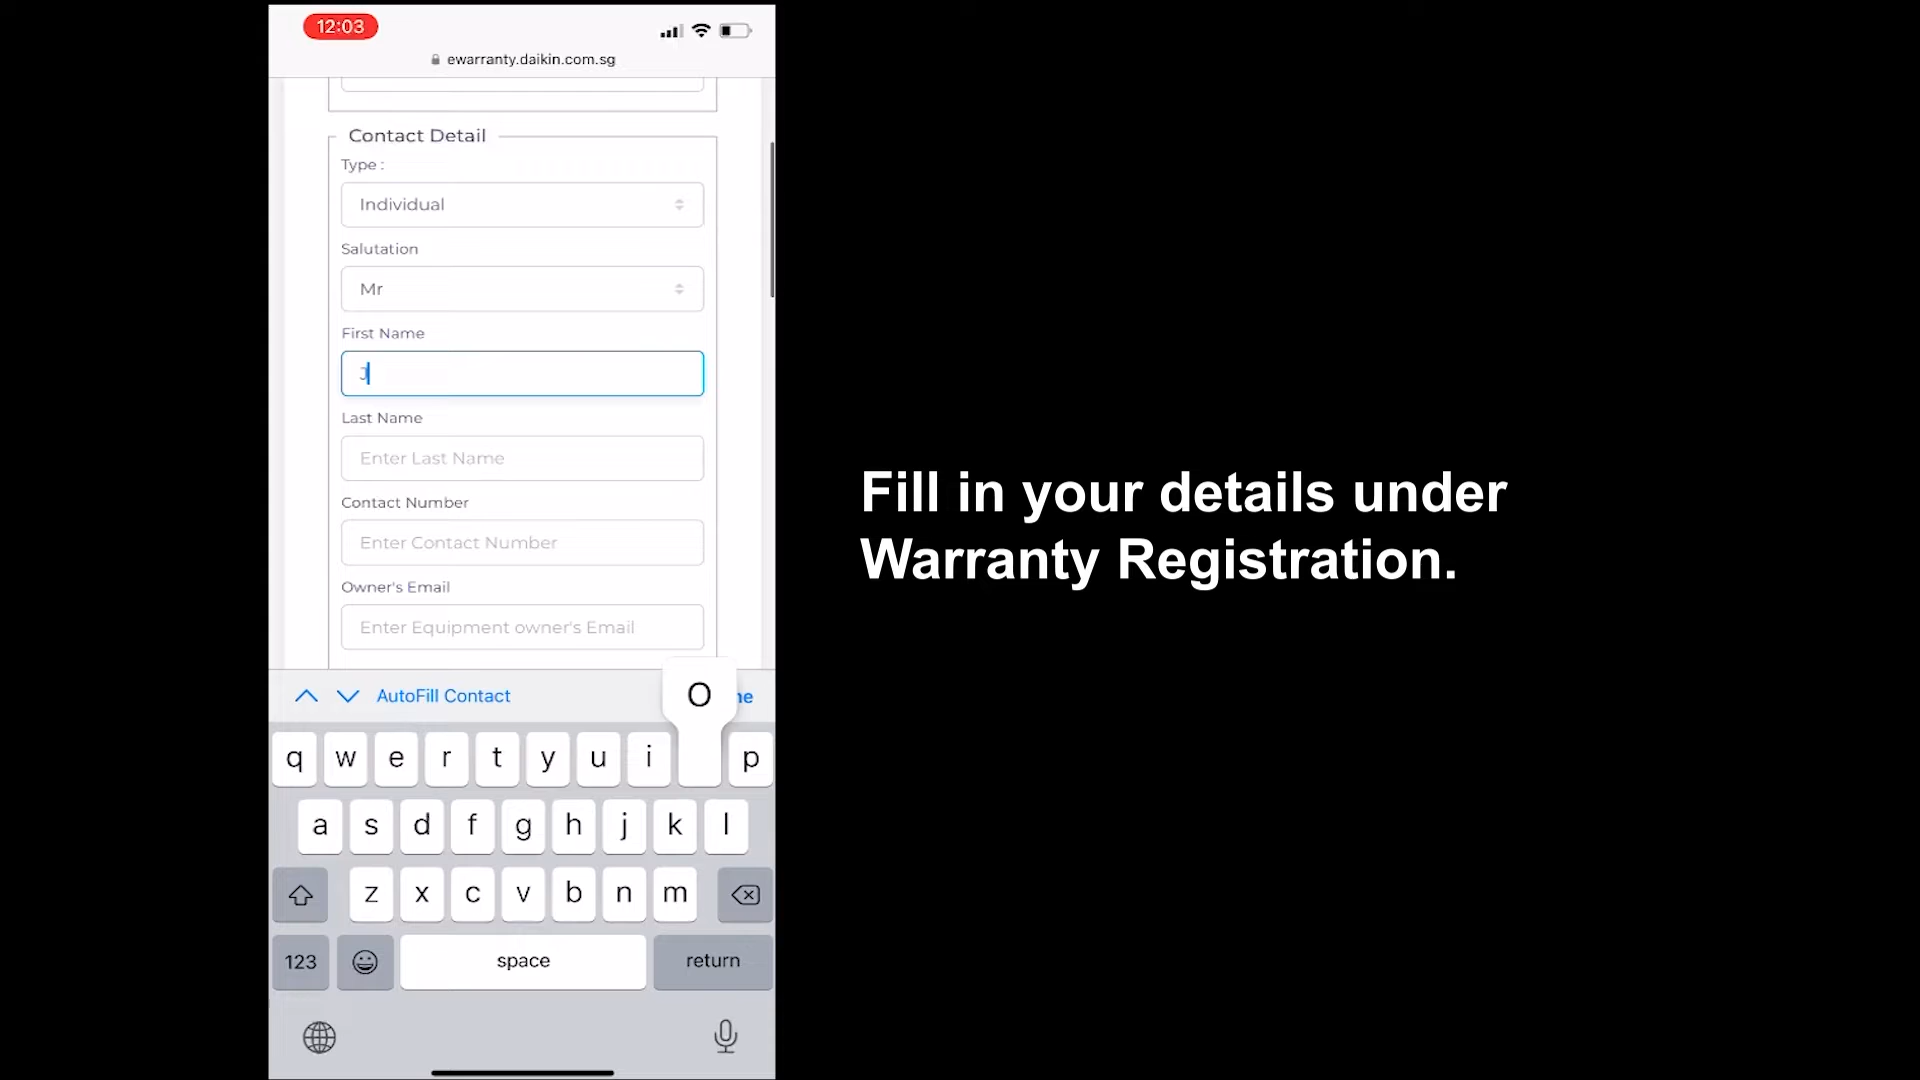 12:03
ewarranty.daikin.com.sg
Contact Detail
Type :
Individual
Salutation
Mr
First Name
J
Last Name
Enter Last Name
Contact Number
Enter Contact Number
Owner's Email
Enter Equipment owner's Email
AutoFill Contact
O
ne
q w e r t y u i p
a s d f g h j k l
z x c v b n m
123 space return
Fill in your details under
Warranty Registration.